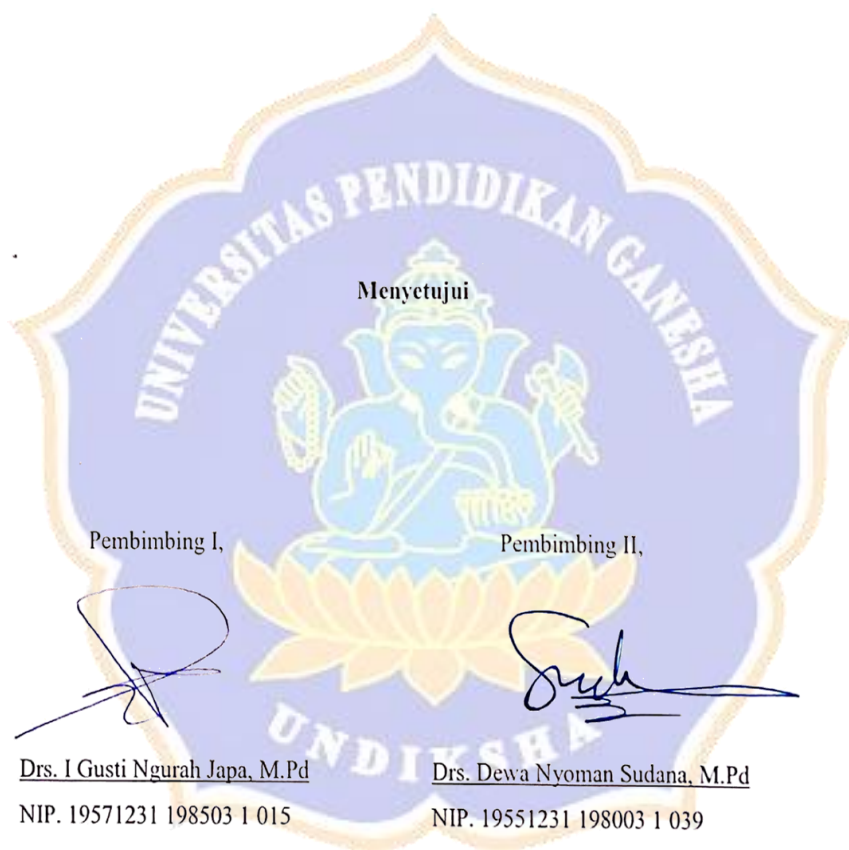 UNIVERSITAS PENDIDIKAN GANESHA
Menyetujui
Pembimbing I,
Pembimbing II,
UNDIKSHA
Drs. I Gusti Ngurah Japa, M.Pd
Drs. Dewa Nyoman Sudana, M.Pd
NIP. 19571231 198503 1 015
NIP. 19551231 198003 1 039